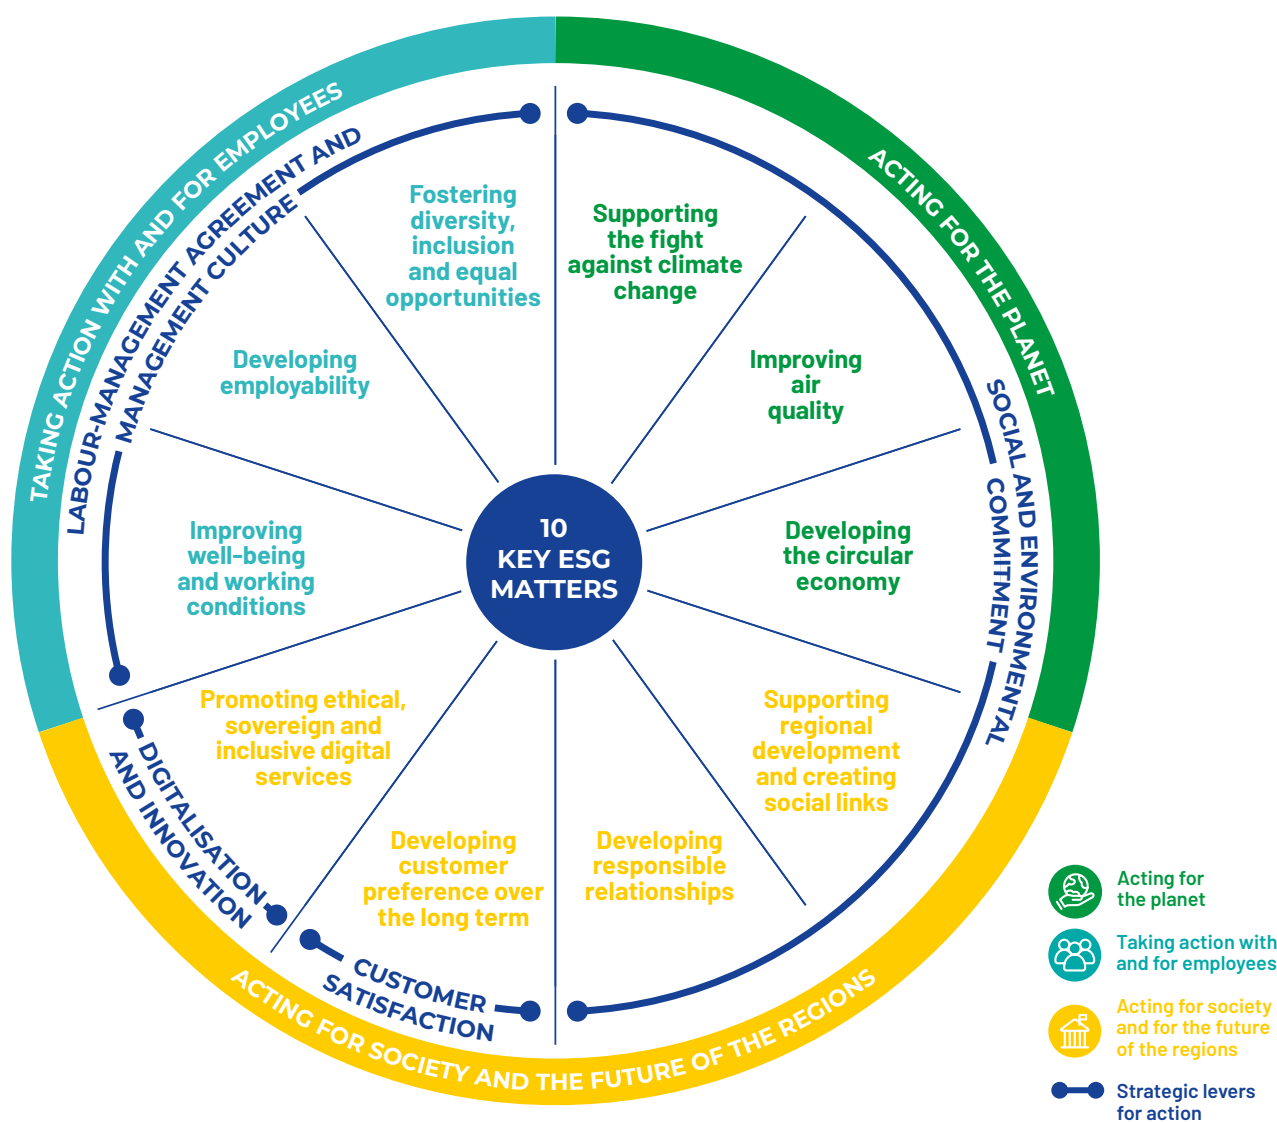 TAKING ACTION WITH AND FOR EMPLOYEES
ACTING FOR THE PLANET
ACTING FOR SOCIETY AND THE FUTURE OF THE REGIONS
LABOUR-MANAGEMENT AGREEMENT AND
MANAGEMENT CULTURE
SOCIAL AND ENVIRONMENTAL
COMMITMENT
DIGITALISATION
AND INNOVATION
CUSTOMER
SATISFACTION
Fostering
diversity,
inclusion
and equal
opportunities
Supporting
the fight
against climate
change
Developing
employability
Improving
air
quality
Improving
well-being
and working
conditions
10
KEY ESG
MATTERS
Developing
the circular
economy
Promoting ethical,
sovereign and
inclusive digital
services
Supporting
regional
development
and creating
social links
Developing
customer
preference over
the long term
Developing
responsible
relationships
Acting for
the planet
Taking action with
and for employees
Acting for society
and for the future
of the regions
Strategic levers
for action